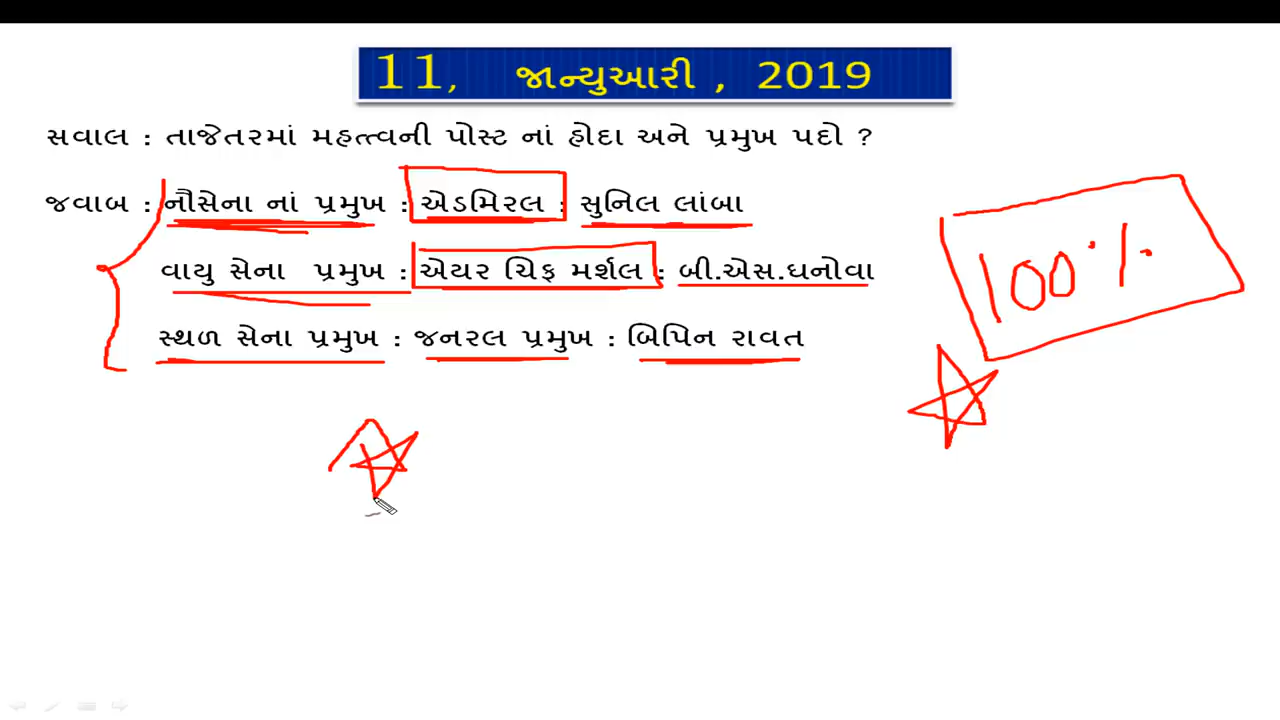 11, જાન્યુઆરી , 2019
સવાલ : તાજેતરમાં મહત્ત્વની પોસ્ટ નાં હોદા અને પ્રમુખ પદો ?
જવાબ : નૌસેના નાં પ્રમુખ : એડમિરલ : સુનિલ લાંબા
વાયુ સેના પ્રમુખ : એયર ચિફ મર્શલ : બી.એસ.ધનોવા
સ્થળ સેના પ્રમુખ : જનરલ પ્રમુખ : બિપિન રાવત
100 %